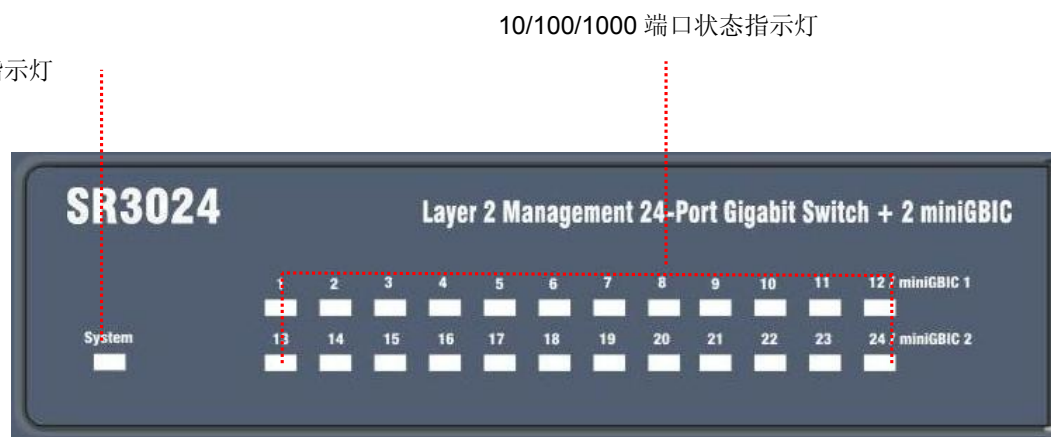 10/100/1000 端口状态指示灯
指示灯
SR3024
Layer 2 Management 24-Port Gigabit Switch + 2 miniGBIC
1 2 3 4 5 6 7 8 9 10 11 12 / miniGBIC 1
System
13 14 15 16 17 18 19 20 21 22 23 24 / miniGBIC 2